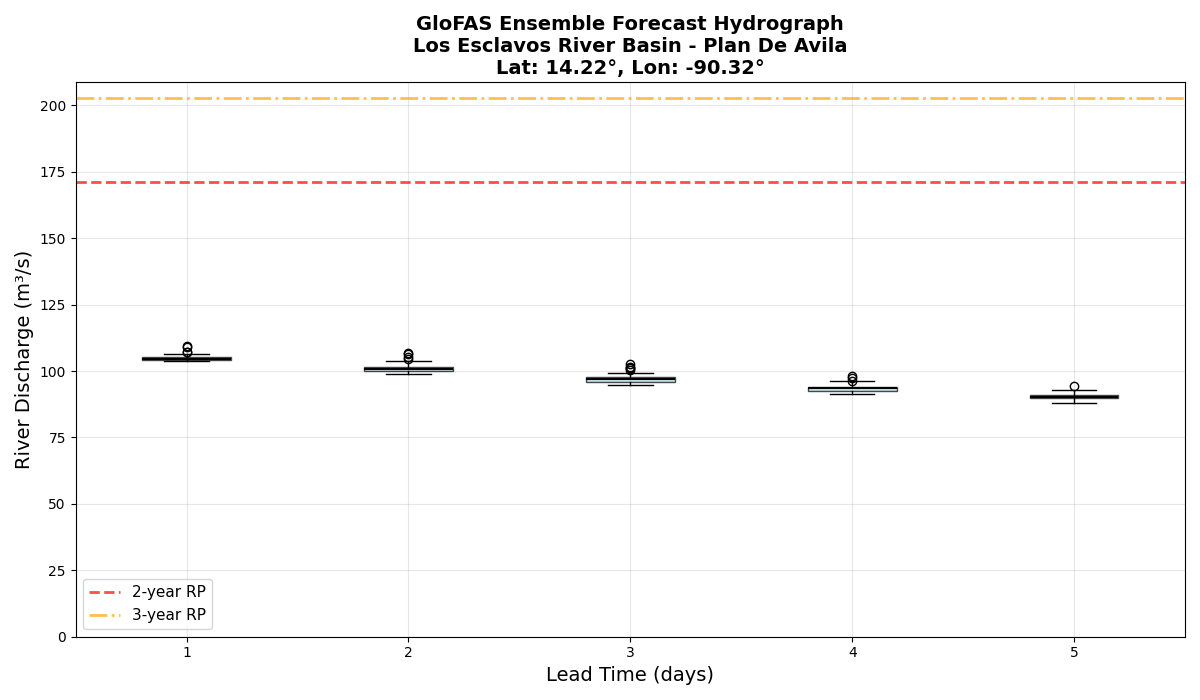 GloFAS Ensemble Forecast Hydrograph
Los Esclavos River Basin - Plan De Avila
Lat: 14.22°, Lon: -90.32°
River Discharge (m³/s)
200
175
150
125
100
75
50
25
0
2-year RP
3-year RP
1 2 3 4 5
Lead Time (days)